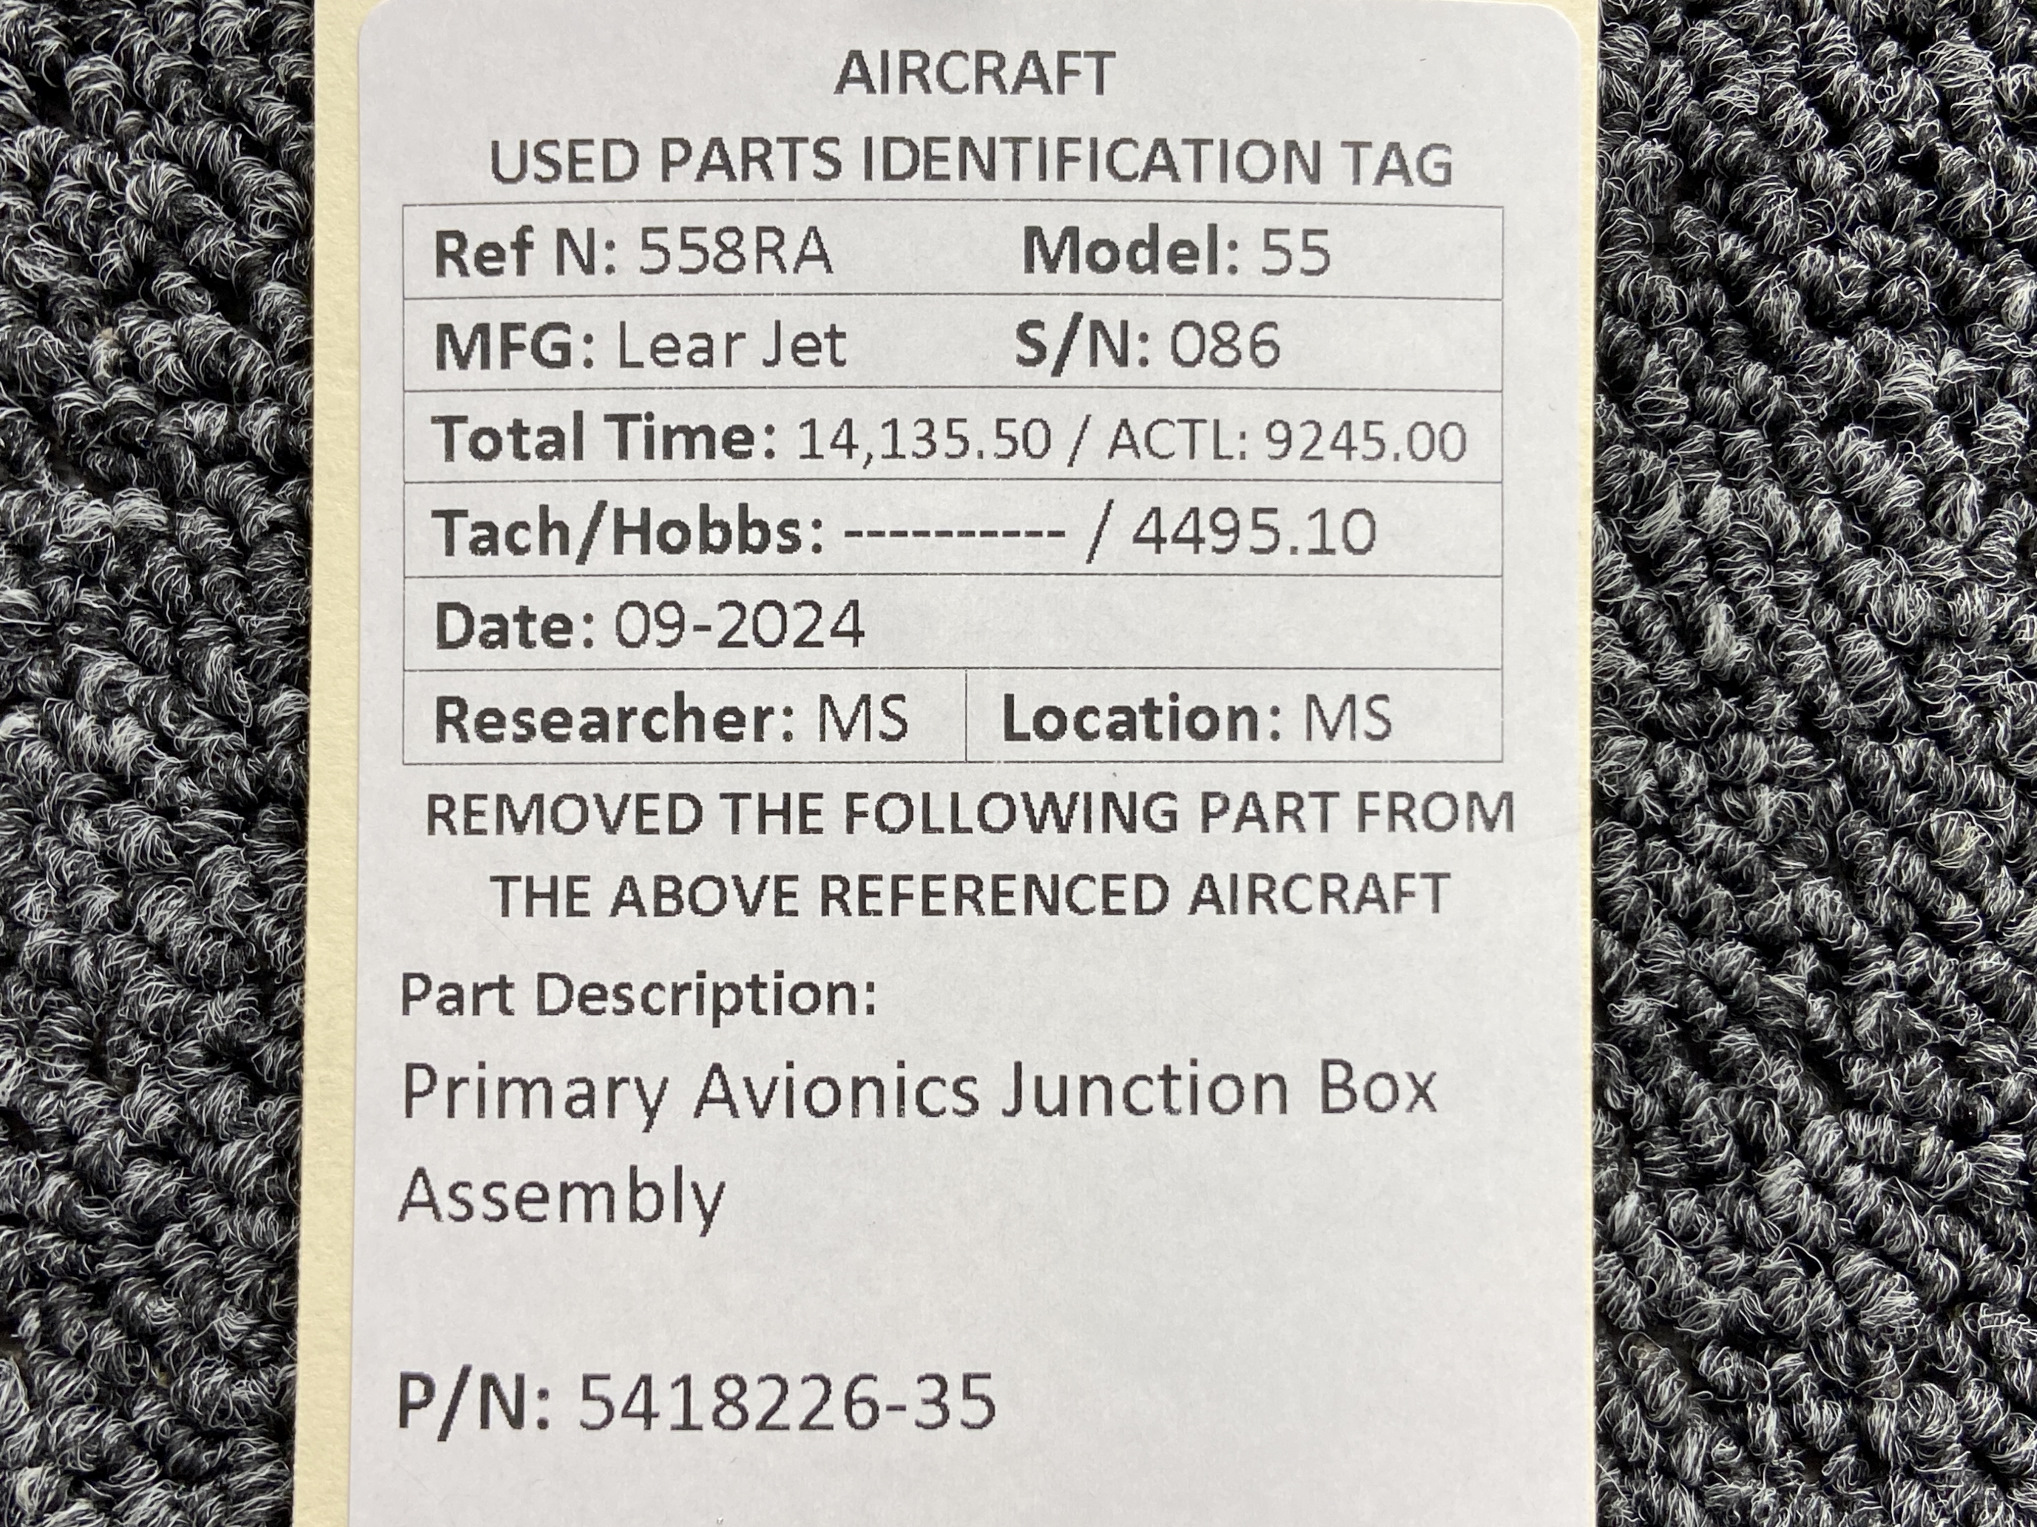 AIRCRAFT
USED PARTS IDENTIFICATION TAG
Ref N: 558RA Model: 55
MFG: Lear Jet S/N: 086
Total Time: 14,135.50 / ACTL: 9245.00
Tach/Hobbs: ---------- / 4495.10
Date: 09-2024
Researcher: MS Location: MS
REMOVED THE FOLLOWING PART FROM
THE ABOVE REFERENCED AIRCRAFT
Part Description:
Primary Avionics Junction Box
Assembly
P/N: 5418226-35